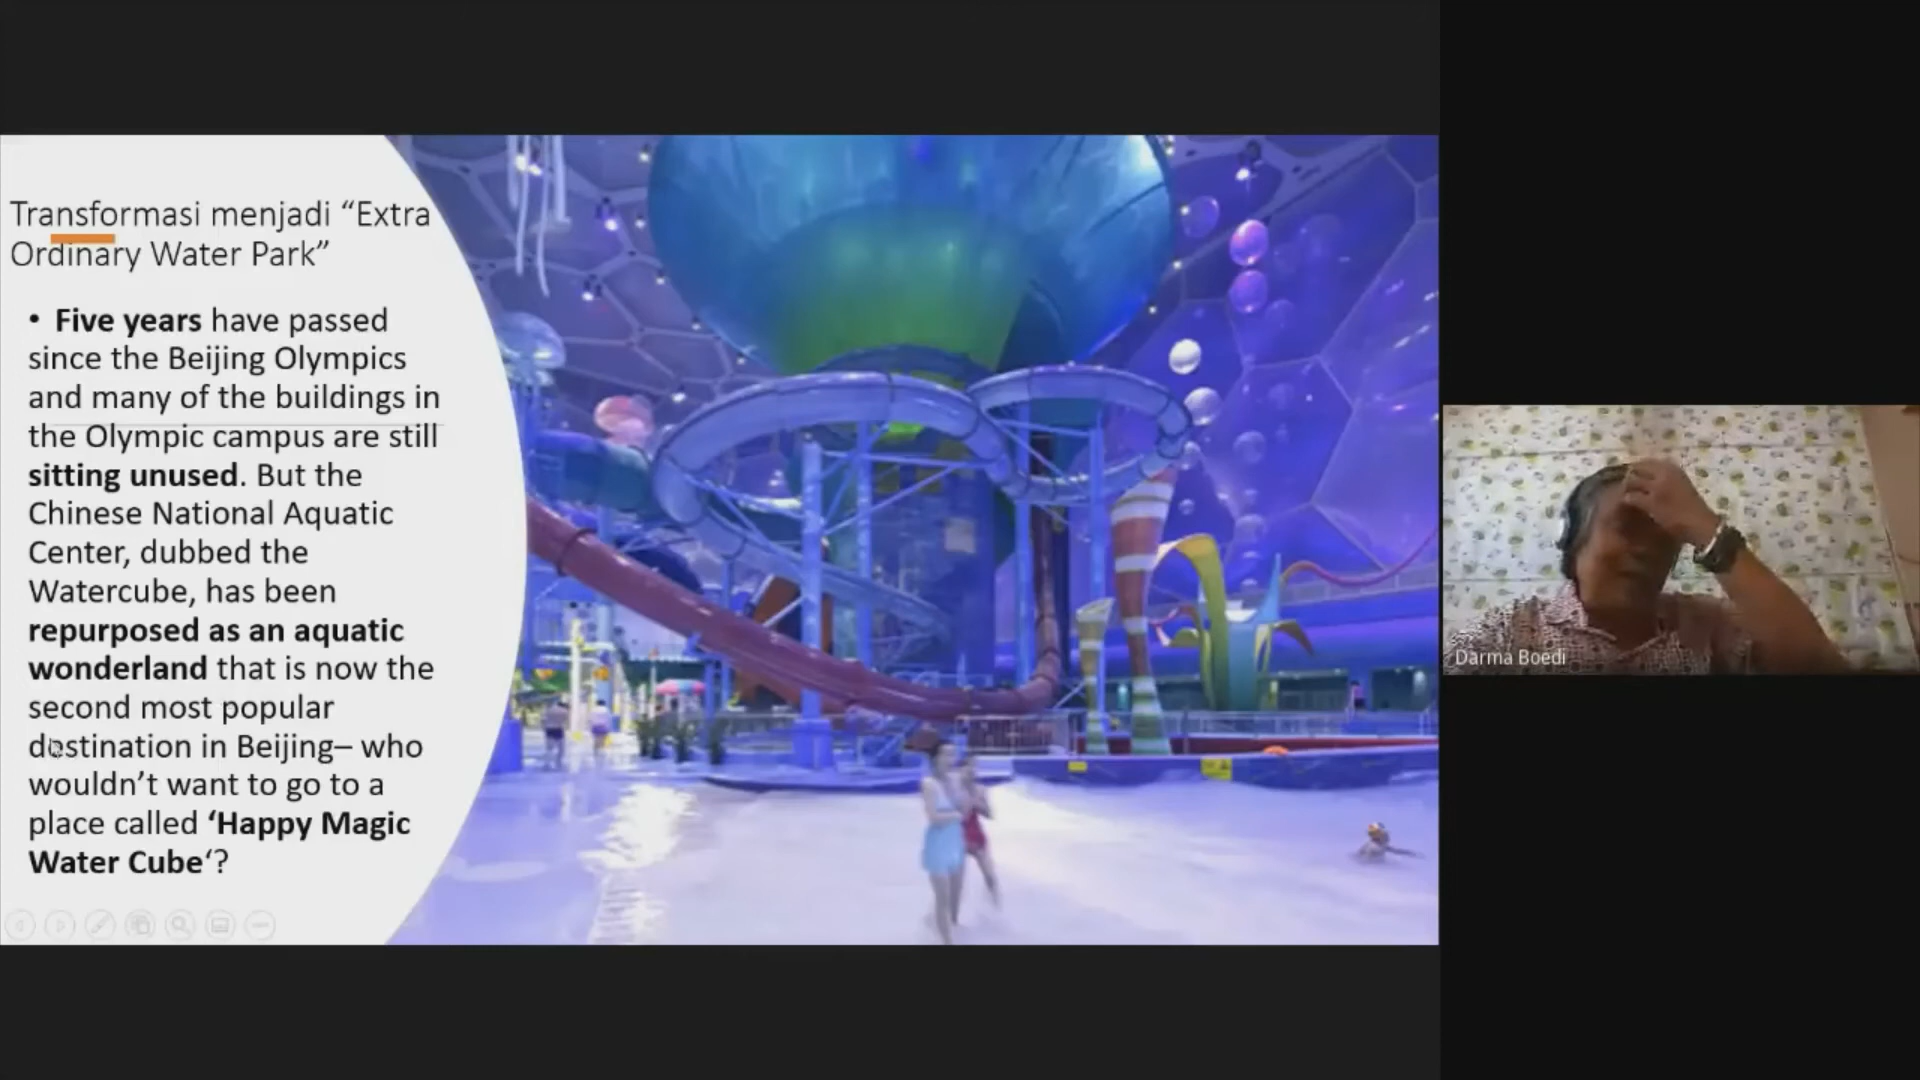 Transformasi menjadi “Extra
Ordinary Water Park”
• Five years have passed
since the Beijing Olympics
and many of the buildings in
the Olympic campus are still
sitting unused. But the
Chinese National Aquatic
Center, dubbed the
Watercube, has been
repurposed as an aquatic
wonderland that is now the
second most popular
destination in Beijing– who
wouldn’t want to go to a
place called ‘Happy Magic
Water Cube‘?
Darma Boedi